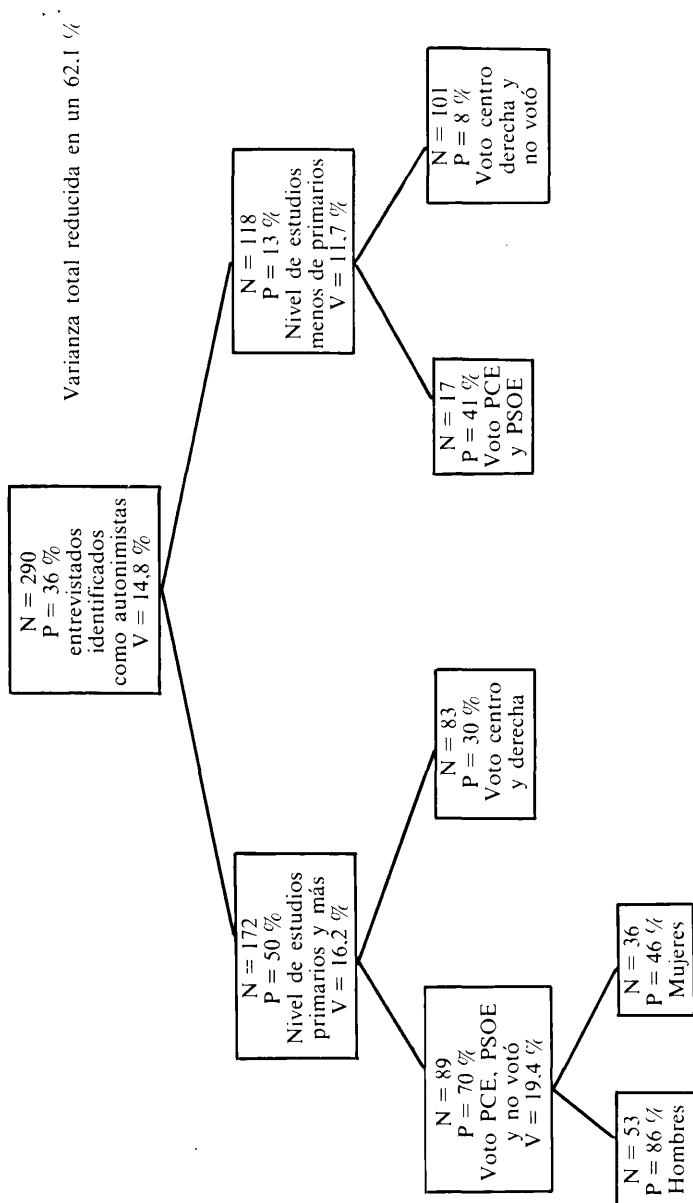 Varianza total reducida en un 62.1 %
N = 290
P = 36 %
entrevistados
identificados
como autonimistas
V = 14,8 %
N = 172
P = 50 %
Nivel de estudios
primarios y más
V = 16.2 %
N = 118
P = 13 %
Nivel de estudios
menos de primarios
V = 11,7 %
N = 89
P = 70 %
Voto PCE, PSOE
y no votó
V = 19.4 %
N = 83
P = 30 %
Voto centro
y derecha
N = 17
P = 41 %
Voto PCE
y PSOE
N = 101
P = 8 %
Voto centro
derecha y
no votó
N = 53
P = 86 %
Hombres
N = 36
P = 46 %
Mujeres